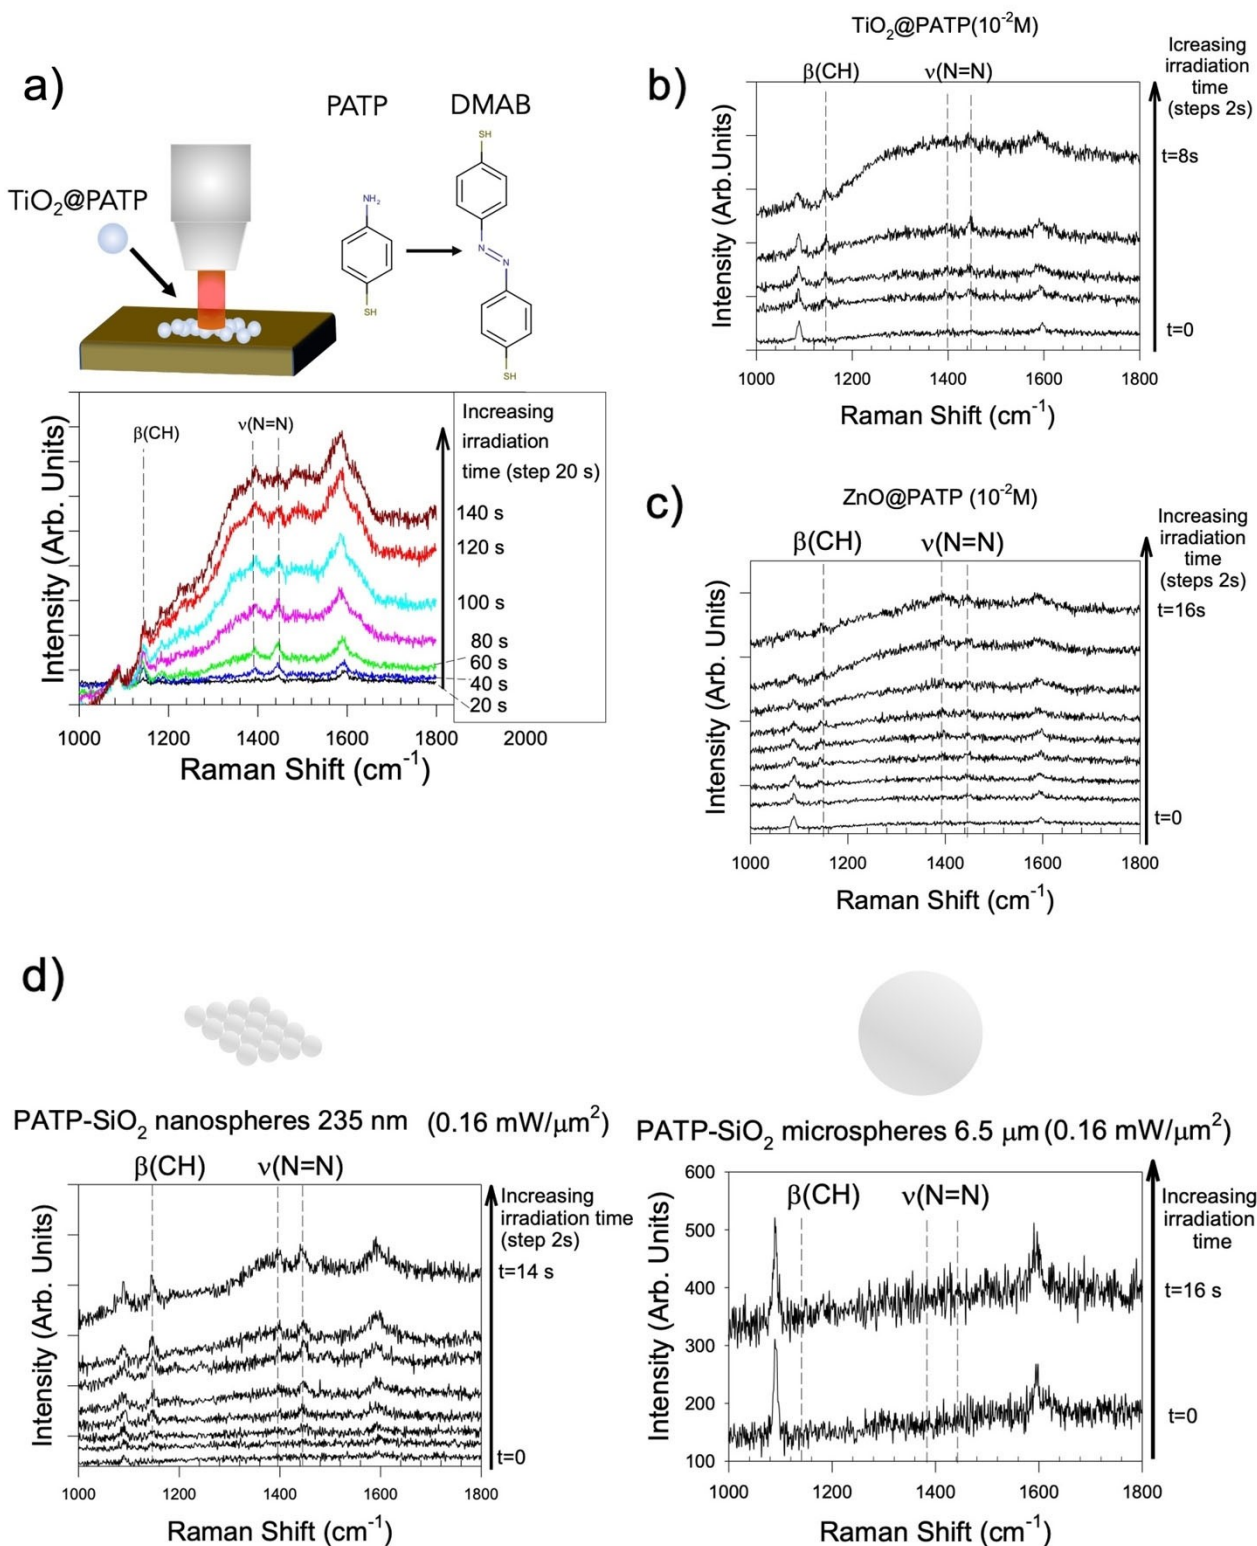 a)
PATP
DMAB
TiO2@PATP
NH2
SH
SH
N
N
SH
β(CH)
ν(N=N)
Increasing
irradiation
time (step 20 s)
140 s
120 s
100 s
80 s
60 s
40 s
20 s
Intensity (Arb. Units)
1000 1200 1400 1600 1800 2000
Raman Shift (cm-1)
b)
TiO2@PATP(10-2M)
β(CH)
ν(N=N)
Icreasing
irradiation
time
(steps 2s)
t=8s
t=0
Intensity (Arb.Units)
1000 1200 1400 1600 1800
Raman Shift (cm-1)
c)
ZnO@PATP (10-2M)
β(CH)
ν(N=N)
Increasing
irradiation
time
(steps 2s)
t=16s
t=0
Intensity (Arb. Units)
1000 1200 1400 1600 1800
Raman Shift (cm-1)
d)
PATP-SiO2 nanospheres 235 nm (0.16 mW/μm2)
β(CH)
ν(N=N)
Increasing
irradiation time
(step 2s)
t=14 s
t=0
Intensity (Arb. Units)
1000 1200 1400 1600 1800
Raman Shift (cm-1)
PATP-SiO2 microspheres 6.5 μm (0.16 mW/μm2)
β(CH)
ν(N=N)
Increasing
irradiation
time
t=16 s
t=0
600
500
400
300
200
100
Intensity (Arb. Units)
1000 1200 1400 1600 1800
Raman Shift (cm-1)